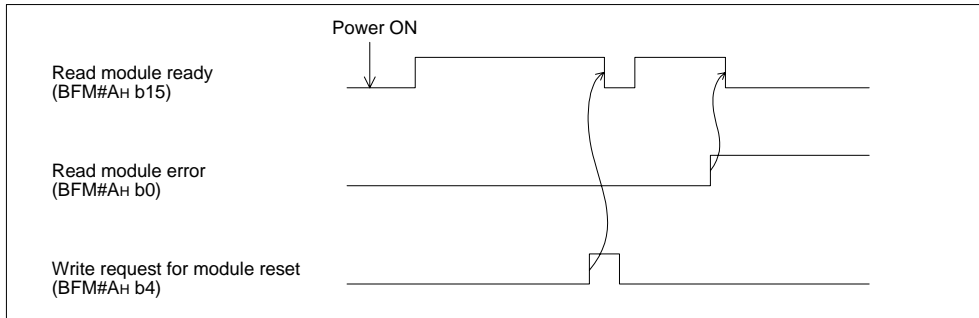 Power ON
Read module ready
(BFM#AH b15)
Read module error
(BFM#AH b0)
Write request for module reset
(BFM#AH b4)